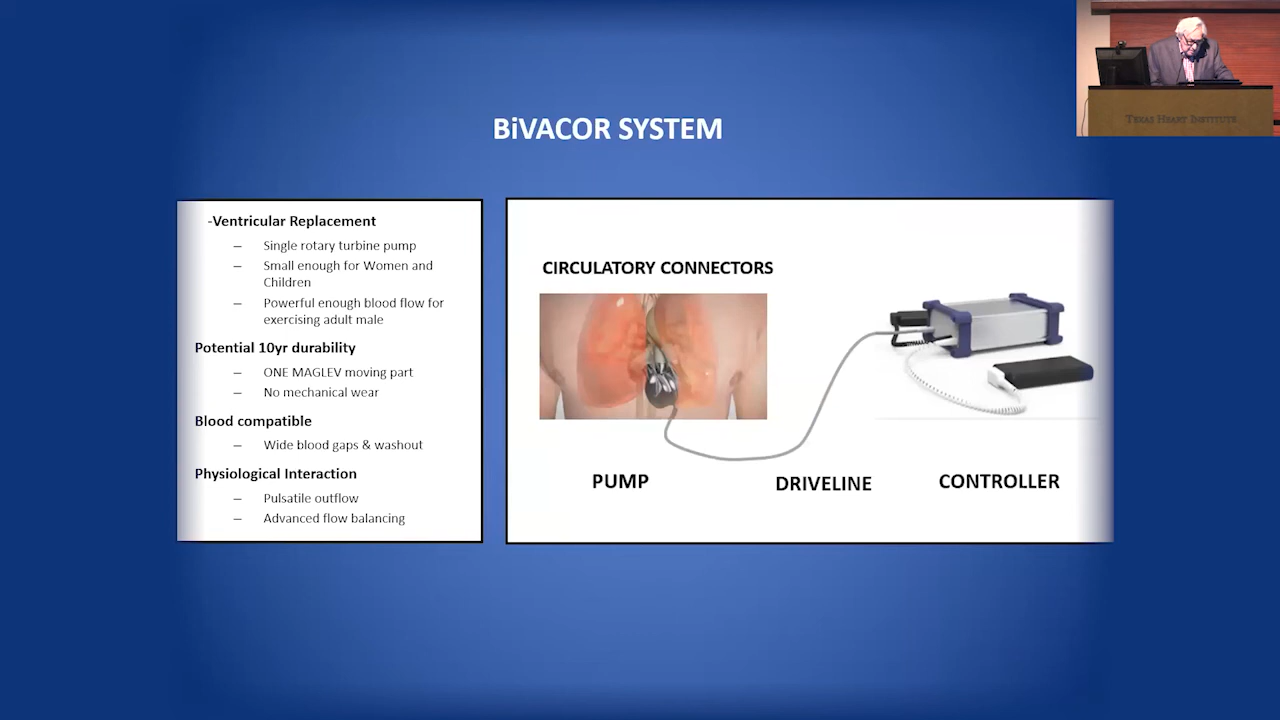 TEXAS HEART INSTITUTE
BiVACOR SYSTEM
-Ventricular Replacement
– Single rotary turbine pump
– Small enough for Women and
Children
– Powerful enough blood flow for
exercising adult male
Potential 10yr durability
– ONE MAGLEV moving part
– No mechanical wear
Blood compatible
– Wide blood gaps & washout
Physiological Interaction
– Pulsatile outflow
– Advanced flow balancing
CIRCULATORY CONNECTORS
PUMP
DRIVELINE
CONTROLLER